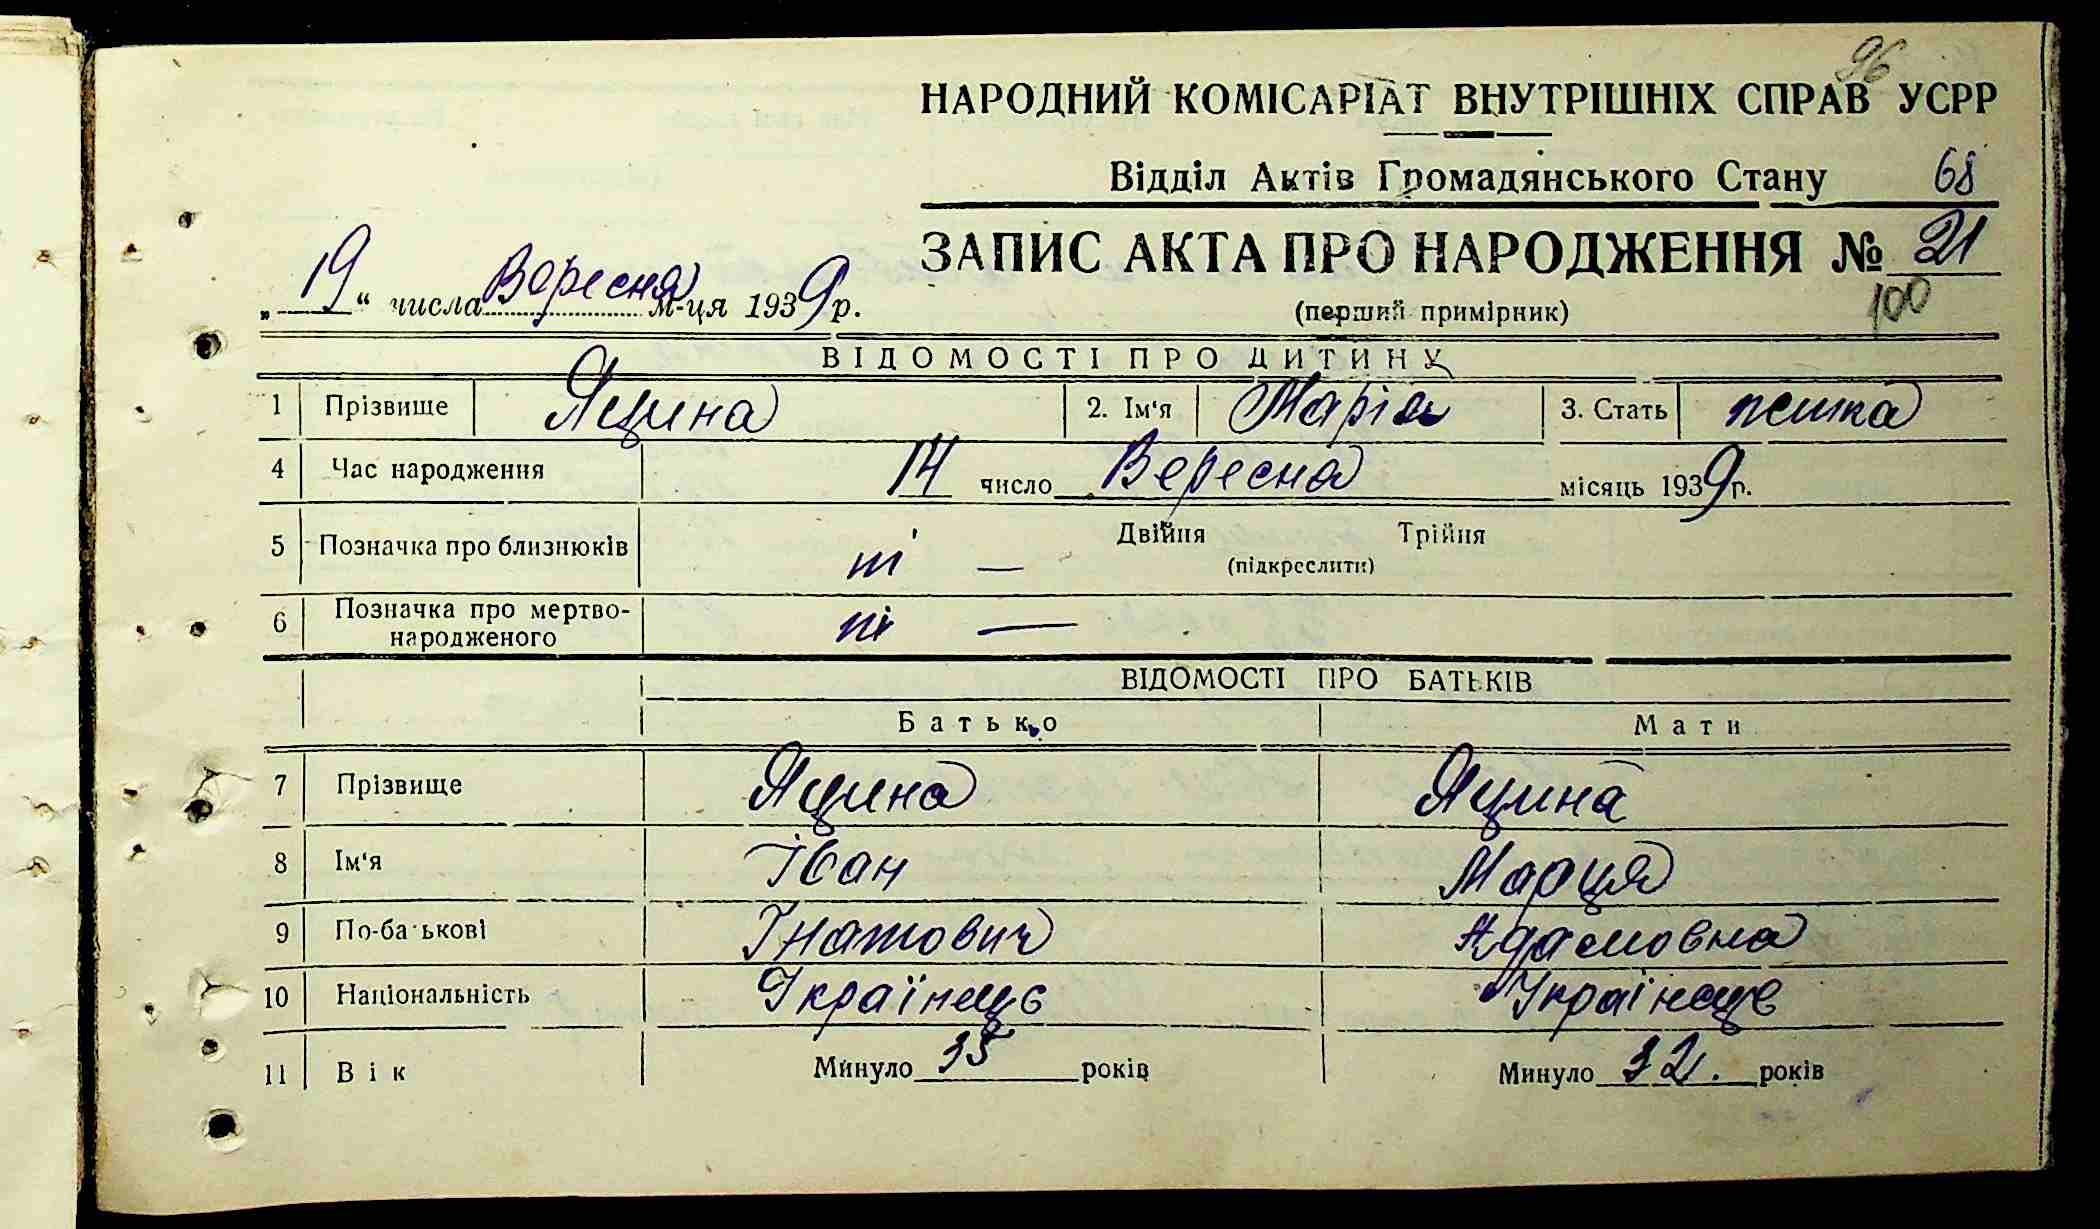 96
НАРОДНИЙ КОМІСАРІАТ ВНУТРІШНІХ СПРАВ УСРР
Відділ Актів Громадянського Стану 68
ЗАПИС АКТА ПРО НАРОДЖЕННЯ № 21
„19“ числа Вересня м-ця 1939 р.
(перший примірник) 100
ВІДОМОСТІ ПРО ДИТИНУ
1 Прізвище Яцина 2. Ім'я Марія 3. Стать
4 Час народження 14 число Вересня місяць 1939 р.
5 Позначка про близнюків ні — Двійня Трійня
(підкреслити)
6 Позначка про мертво-
народженого ні —
ВІДОМОСТІ ПРО БАТЬКІВ
Батько Мати
7 Прізвище Яцина Яцина
8 Ім'я Іван Марця
9 По-батькові Ігнатович Адамовна
10 Національність Українець Українець
11 Вік Минуло 35 років Минуло 32. років